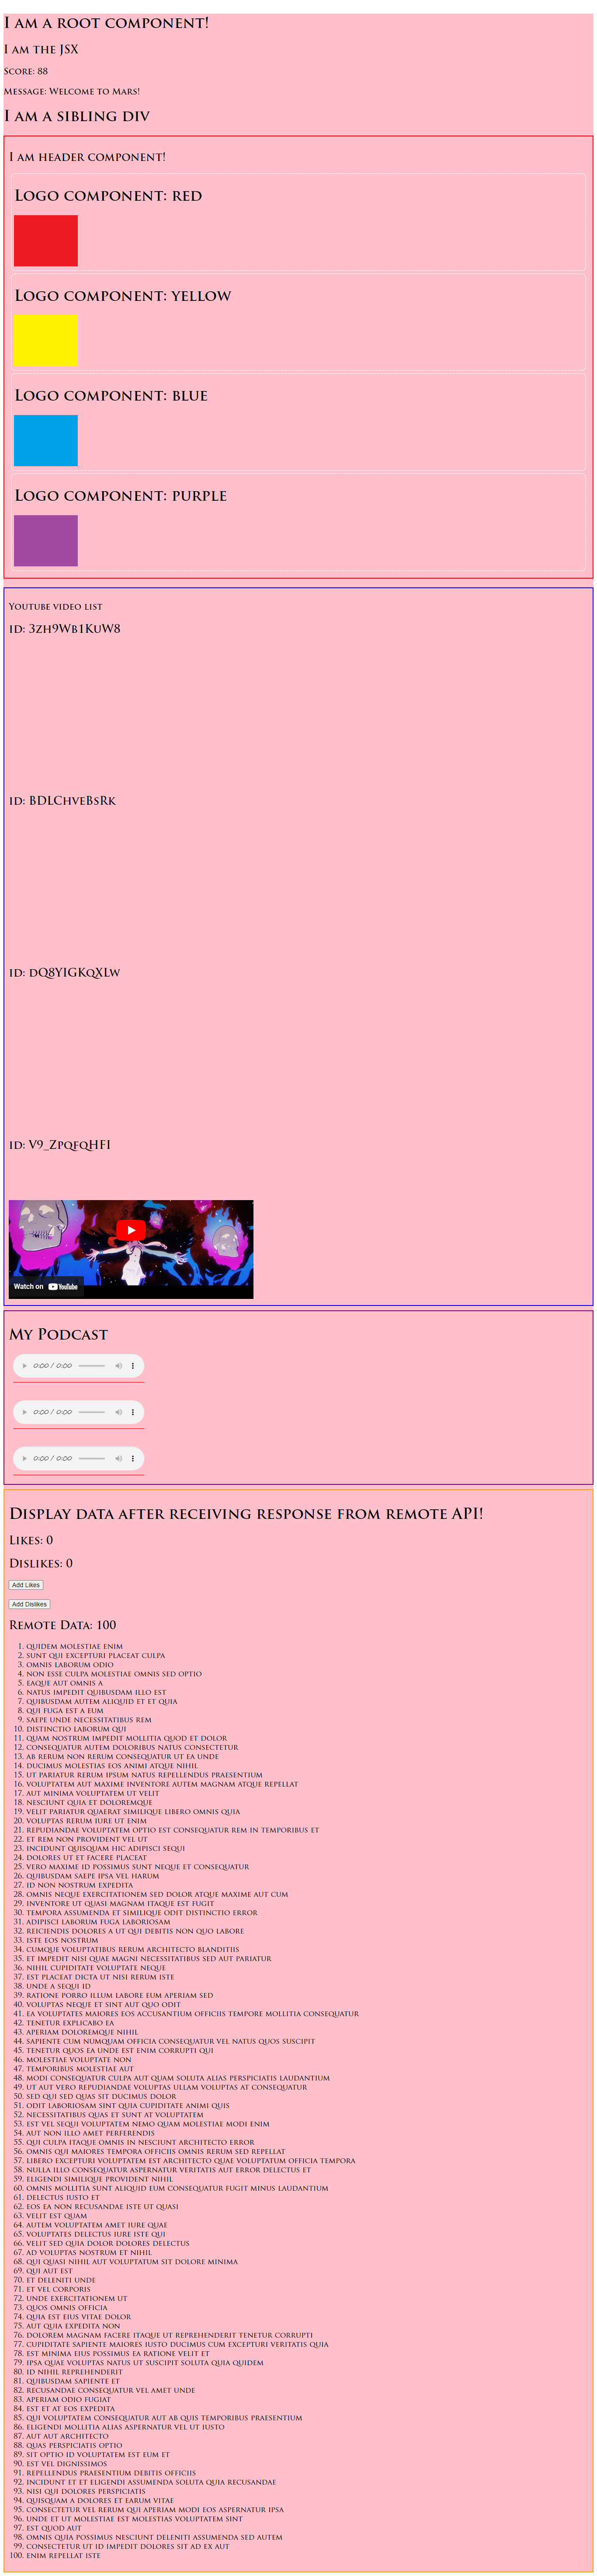 I am a root component!
I am the JSX
Score: 88
Message: Welcome to Mars!
I am a sibling div
I am header component!
Logo component: red
Logo component: yellow
Logo component: blue
Logo component: purple
Youtube video list
id: 3zh9Wb1KuW8
id: BDLChveBsRk
id: dQ8YIGKqXLw
id: V9_ZpqfqHFI
Watch on YouTube
My Podcast
0:00 / 0:00
0:00 / 0:00
0:00 / 0:00
Display data after receiving response from remote API!
Likes: 0
Dislikes: 0
Add Likes
Add Dislikes
Remote Data: 100
1. quidem molestiae enim
2. sunt qui excepturi placeat culpa
3. omnis laborum odio
4. non esse culpa molestiae omnis sed optio
5. eaque aut omnis a
6. natus impedit quibusdam illo est
7. quibusdam autem aliquid et et quia
8. qui fuga est a eum
9. saepe unde necessitatibus rem
10. distinctio laborum qui
11. quam nostrum impedit mollitia quod et dolor
12. consequatur autem doloribus natus consectetur
13. ab rerum non rerum consequatur ut ea unde
14. ducimus molestias eos animi atque nihil
15. ut pariatur rerum ipsum natus repellendus praesentium
16. voluptatem aut maxime inventore autem magnam atque repellat
17. aut minima voluptatem ut velit
18. nesciunt quia et doloremque
19. velit pariatur quaerat similique libero omnis quia
20. voluptas rerum iure ut enim
21. repudiandae voluptatem optio est consequatur rem in temporibus et
22. et rem non provident vel ut
23. incidunt quisquam hic adipisci sequi
24. dolores ut et facere placeat
25. vero maxime id possimus sunt neque et consequatur
26. quibusdam saepe ipsa vel harum
27. id non nostrum expedita
28. omnis neque exercitationem sed dolor atque maxime aut cum
29. inventore ut quasi magnam itaque est fugit
30. tempora assumenda et similique odit distinctio error
31. adipisci laborum fuga laboriosam
32. reiciendis dolores a ut qui debitis non quo labore
33. iste eos nostrum
34. cumque voluptatibus rerum architecto blanditiis
35. et impedit nisi quae magni necessitatibus sed aut pariatur
36. nihil cupiditate voluptate neque
37. est placeat dicta ut nisi rerum iste
38. unde a sequi id
39. ratione porro illum labore eum aperiam sed
40. voluptas neque et sint aut quo odit
41. ea voluptates maiores eos accusantium officiis tempore mollitia consequatur
42. tenetur explicabo ea
43. aperiam doloremque nihil
44. sapiente cum numquam officia consequatur vel natus quos suscipit
45. tenetur quos ea unde est enim corrupti qui
46. molestiae voluptate non
47. temporibus molestiae aut
48. modi consequatur culpa aut quam soluta alias perspiciatis laudantium
49. ut aut vero repudiandae voluptas ullam voluptas at consequatur
50. sed qui sed quas sit ducimus dolor
51. odit laboriosam sint quia cupiditate animi quis
52. necessitatibus quas et sunt at voluptatem
53. est vel sequi voluptatem nemo quam molestiae modi enim
54. aut non illo amet perferendis
55. qui culpa itaque omnis in nesciunt architecto error
56. omnis qui maiores tempora officiis omnis rerum sed repellat
57. libero excepturi voluptatem est architecto quae voluptatum officia tempora
58. nulla illo consequatur aspernatur veritatis aut error delectus et
59. eligendi similique provident nihil
60. omnis mollitia sunt aliquid eum consequatur fugit minus laudantium
61. delectus iusto et
62. eos ea non recusandae iste ut quasi
63. velit est quam
64. autem voluptatem amet iure quae
65. voluptates delectus iure iste qui
66. velit sed quia dolor dolores delectus
67. ad voluptas nostrum et nihil
68. qui quasi nihil aut voluptatum sit dolore minima
69. qui aut est
70. et deleniti unde
71. et vel corporis
72. unde exercitationem ut
73. quos omnis officia
74. quia est eius vitae dolor
75. aut quia expedita non
76. dolorem magnam facere itaque ut reprehenderit tenetur corrupti
77. cupiditate sapiente maiores iusto ducimus cum excepturi veritatis quia
78. est minima eius possimus ea ratione velit et
79. ipsa quae voluptas natus ut suscipit soluta quia quidem
80. id nihil reprehenderit
81. quibusdam sapiente et
82. recusandae consequatur vel amet unde
83. aperiam odio fugiat
84. est et at eos expedita
85. qui voluptatem consequatur aut ab quis temporibus praesentium
86. eligendi mollitia alias aspernatur vel ut iusto
87. aut aut architecto
88. quas perspiciatis optio
89. sit optio id voluptatem est eum et
90. est vel dignissimos
91. repellendus praesentium debitis officiis
92. incidunt et et eligendi assumenda soluta quia recusandae
93. nisi qui dolores perspiciatis
94. quisquam a dolores et earum vitae
95. consectetur vel rerum qui aperiam modi eos aspernatur ipsa
96. unde et ut molestiae est molestias voluptatem sint
97. est quod aut
98. omnis quia possimus nesciunt deleniti assumenda sed autem
99. consectetur ut id impedit dolores sit ad ex aut
100. enim repellat iste